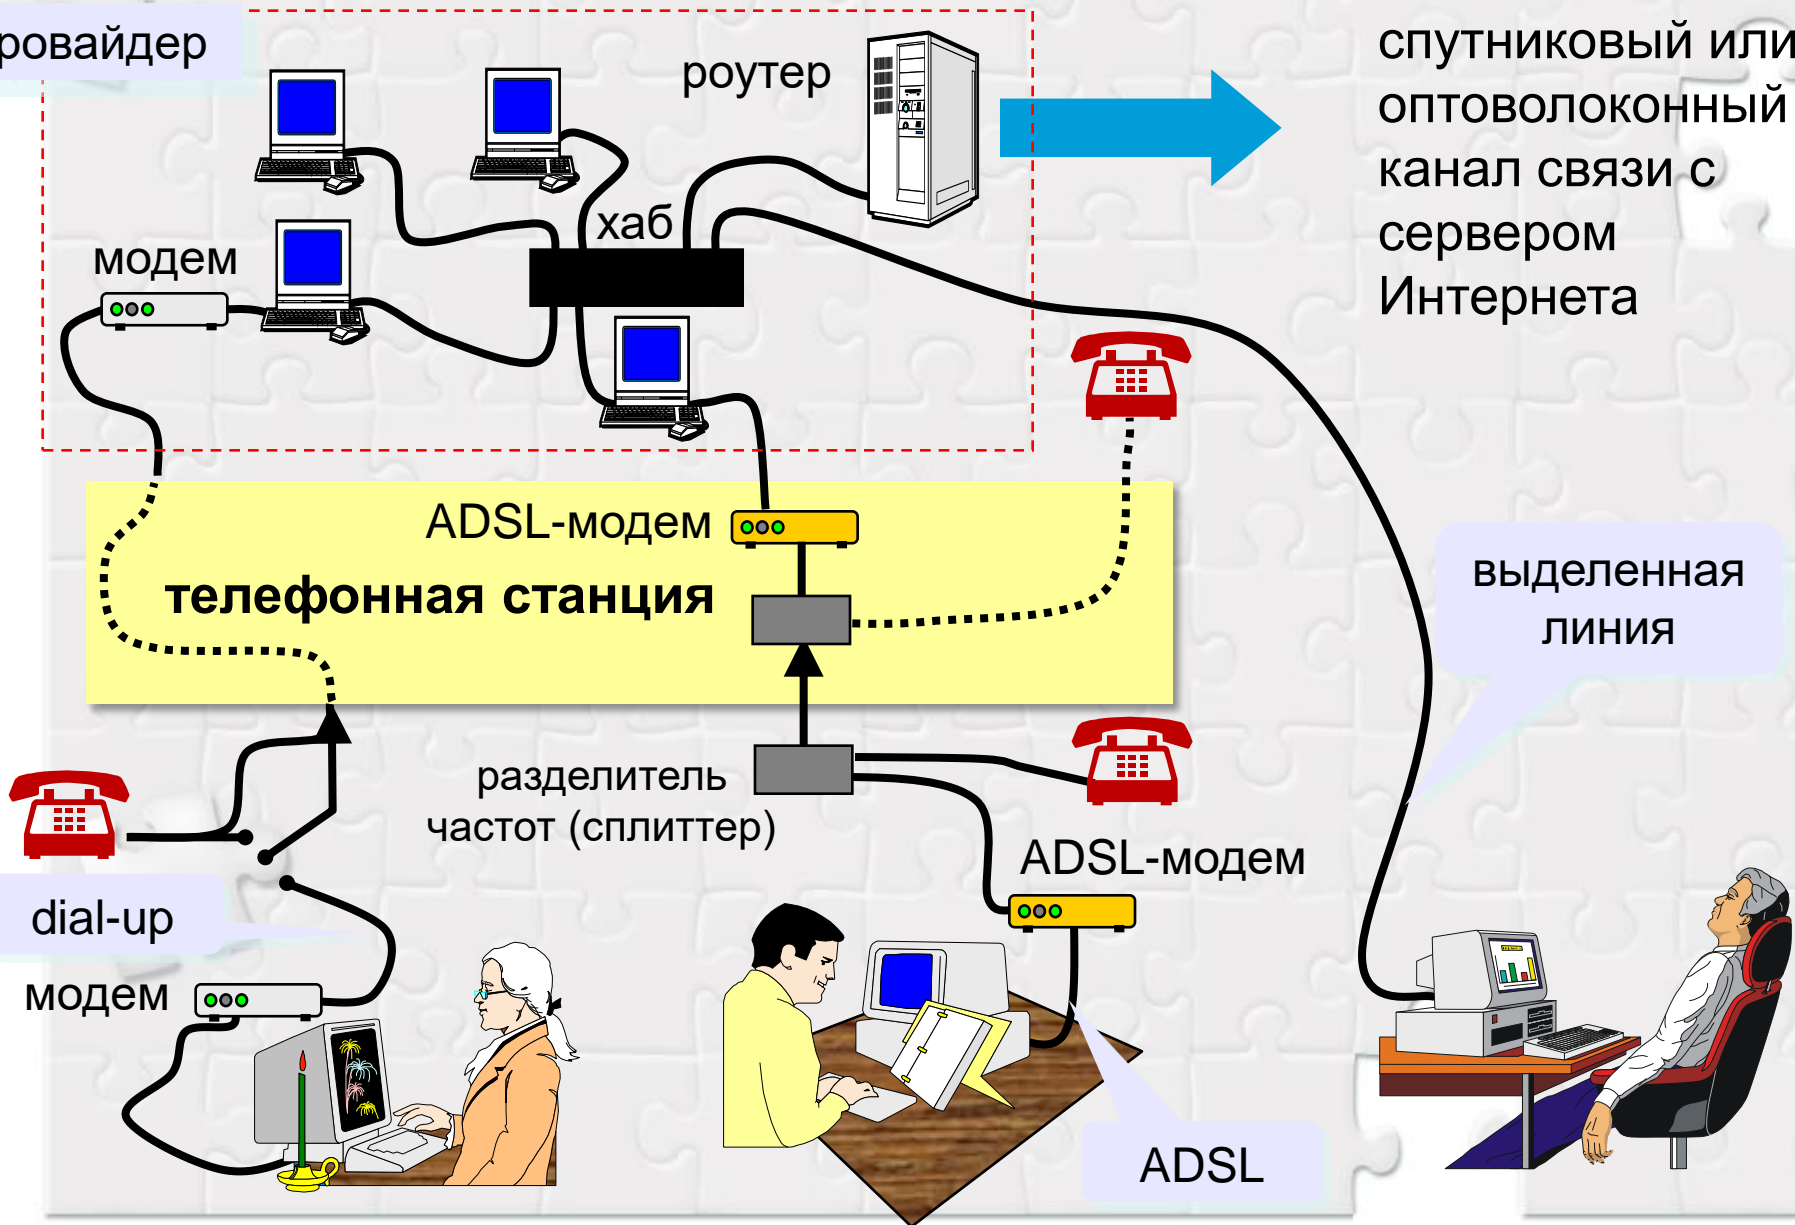 ровайдер
роутер
спутниковый или
оптоволоконный
канал связи с
сервером
Интернета
хаб
модем
ADSL-модем
телефонная станция
выделенная
линия
разделитель
частот (сплиттер)
ADSL-модем
dial-up
модем
ADSL